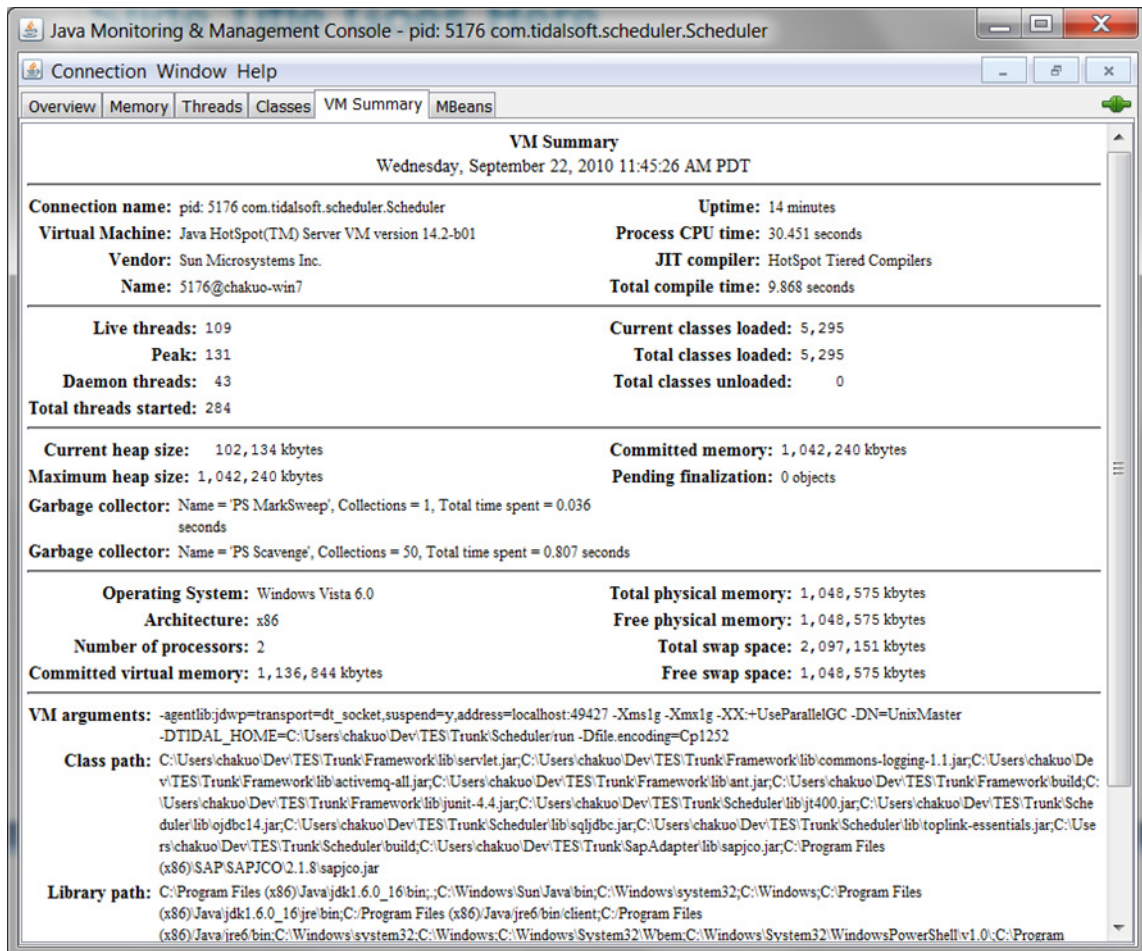 Java Monitoring & Management Console - pid: 5176 com.tidalsoft.scheduler.Scheduler
Connection Window Help
Overview Memory Threads Classes VM Summary MBeans
VM Summary
Wednesday, September 22, 2010 11:45:26 AM PDT
Connection name: pid: 5176 com.tidalsoft.scheduler.Scheduler
Uptime: 14 minutes
Virtual Machine: Java HotSpot(TM) Server VM version 14.2-b01
Process CPU time: 30.451 seconds
Vendor: Sun Microsystems Inc.
JIT compiler: HotSpot Tiered Compilers
Name: 5176@chakuo-win7
Total compile time: 9.868 seconds
Live threads: 109
Current classes loaded: 5,295
Peak: 131
Total classes loaded: 5,295
Daemon threads: 43
Total classes unloaded: 0
Total threads started: 284
Current heap size: 102,134 kbytes
Committed memory: 1,042,240 kbytes
Maximum heap size: 1,042,240 kbytes
Pending finalization: 0 objects
Garbage collector: Name = 'PS MarkSweep', Collections = 1, Total time spent = 0.036
seconds
Garbage collector: Name = 'PS Scavenge', Collections = 50, Total time spent = 0.807 seconds
Operating System: Windows Vista 6.0
Total physical memory: 1,048,575 kbytes
Architecture: x86
Free physical memory: 1,048,575 kbytes
Number of processors: 2
Total swap space: 2,097,151 kbytes
Committed virtual memory: 1,136,844 kbytes
Free swap space: 1,048,575 kbytes
VM arguments: -agentlib:jdwp=transport=dt_socket,suspend=y,address=localhost:49427 -Xms1g -Xmx1g -XX:+UseParallelGC -DN=UnixMaster
-DTIDAL_HOME=C:\Users\chakuo\Dev\TES\Trunk\Scheduler/run -Dfile.encoding=Cp1252
Class path: C:\Users\chakuo\Dev\TES\Trunk\Framework\lib\servlet.jar;C:\Users\chakuo\Dev\TES\Trunk\Framework\lib\commons-logging-1.1.jar;C:\Users\chakuo\De
v\TES\Trunk\Framework\lib\activemq-all.jar;C:\Users\chakuo\Dev\TES\Trunk\Framework\lib\ant.jar;C:\Users\chakuo\Dev\TES\Trunk\Framework\build;C:
\Users\chakuo\Dev\TES\Trunk\Framework\lib\junit-4.4.jar;C:\Users\chakuo\Dev\TES\Trunk\Scheduler\lib\jt400.jar;C:\Users\chakuo\Dev\TES\Trunk\Sche
duler\lib\ojdbc14.jar;C:\Users\chakuo\Dev\TES\Trunk\Scheduler\lib\sqljdbc.jar;C:\Users\chakuo\Dev\TES\Trunk\Scheduler\lib\toplink-essentials.jar;C:\Use
rs\chakuo\Dev\TES\Trunk\Scheduler\build;C:\Users\chakuo\Dev\TES\Trunk\SapAdapter\lib\sapjco.jar;C:\Program Files
(x86)\SAP\SAPJCO\2.1.8\sapjco.jar
Library path: C:\Program Files (x86)\Java\jdk1.6.0_16\bin;.;C:\Windows\Sun\Java\bin;C:\Windows\system32;C:\Windows;C:\Program Files
(x86)\Java\jdk1.6.0_16\jre\bin;C:/Program Files (x86)/Java/jre6/bin/client;C:/Program Files
(x86)/Java/jre6/bin;C:\Windows\system32;C:\Windows;C:\Windows\System32\Wbem;C:\Windows\System32\WindowsPowerShell\v1.0\;C:\Program